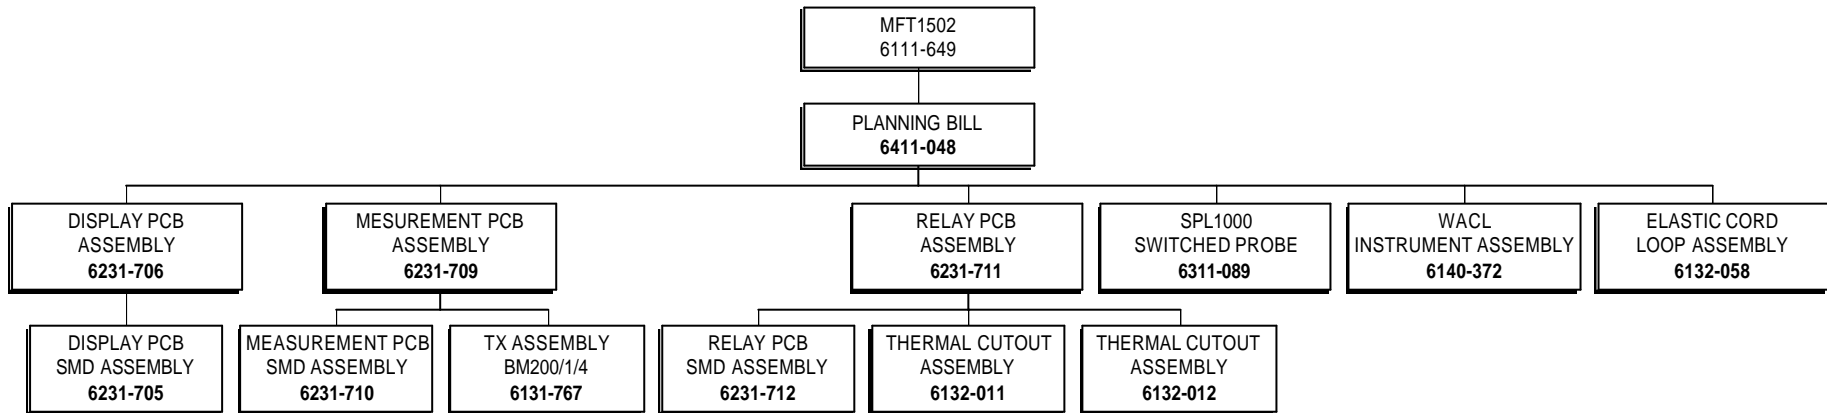 MFT1502
6111-649
PLANNING BILL
6411-048
DISPLAY PCB
ASSEMBLY
6231-706
MESUREMENT PCB
ASSEMBLY
6231-709
RELAY PCB
ASSEMBLY
6231-711
SPL1000
SWITCHED PROBE
6311-089
WACL
INSTRUMENT ASSEMBLY
6140-372
ELASTIC CORD
LOOP ASSEMBLY
6132-058
DISPLAY PCB
SMD ASSEMBLY
6231-705
MEASUREMENT PCB
SMD ASSEMBLY
6231-710
TX ASSEMBLY
BM200/1/4
6131-767
RELAY PCB
SMD ASSEMBLY
6231-712
THERMAL CUTOUT
ASSEMBLY
6132-011
THERMAL CUTOUT
ASSEMBLY
6132-012